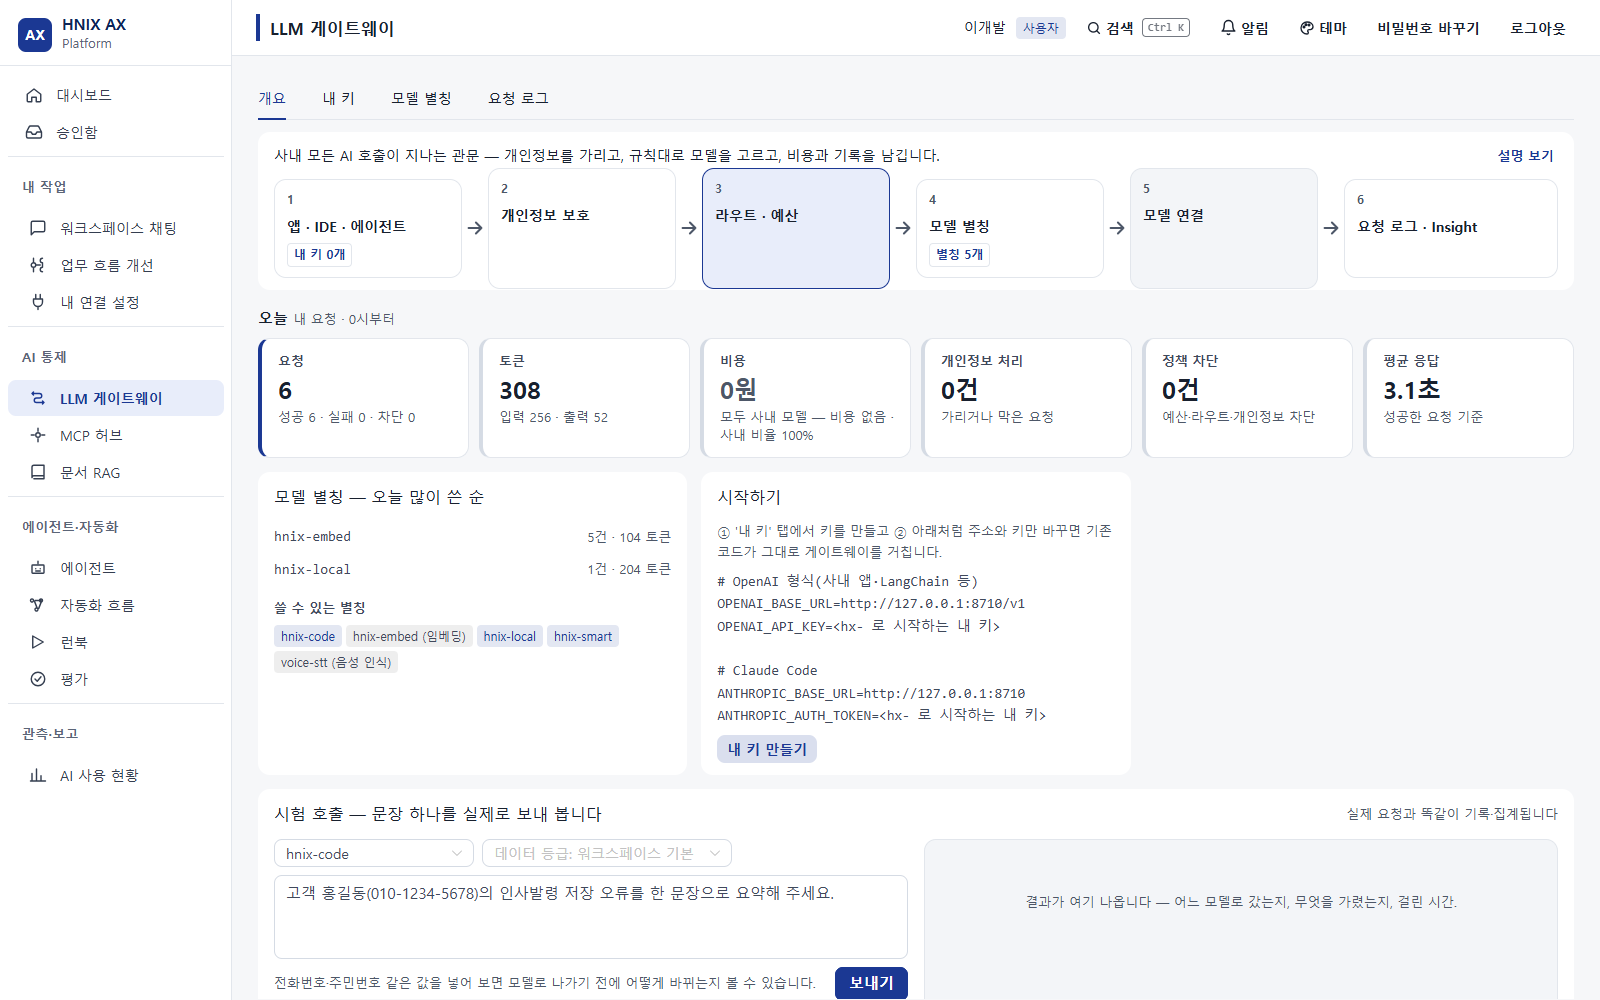 AX
HNIX AX
Platform
대시보드
승인함
내 작업
워크스페이스 채팅
업무 흐름 개선
내 연결 설정
AI 통제
LLM 게이트웨이
MCP 허브
문서 RAG
에이전트·자동화
에이전트
자동화 흐름
런북
평가
관측·보고
AI 사용 현황
LLM 게이트웨이
이개발 사용자 검색 Ctrl K 알림 테마 비밀번호 바꾸기 로그아웃
개요 내 키 모델 별칭 요청 로그
사내 모든 AI 호출이 지나는 관문 — 개인정보를 가리고, 규칙대로 모델을 고르고, 비용과 기록을 남깁니다. 설명 보기
1
앱 · IDE · 에이전트
내 키 0개
2
개인정보 보호
3
라우트 · 예산
4
모델 별칭
별칭 5개
5
모델 연결
6
요청 로그 · Insight
오늘 내 요청 · 0시부터
요청
6
성공 6 · 실패 0 · 차단 0
토큰
308
입력 256 · 출력 52
비용
0원
모두 사내 모델 — 비용 없음 ·
사내 비율 100%
개인정보 처리
0건
가리거나 막은 요청
정책 차단
0건
예산·라우트·개인정보 차단
평균 응답
3.1초
성공한 요청 기준
모델 별칭 — 오늘 많이 쓴 순
hnix-embed 5건 · 104 토큰
hnix-local 1건 · 204 토큰
쓸 수 있는 별칭
hnix-code hnix-embed (임베딩) hnix-local hnix-smart
voice-stt (음성 인식)
시작하기
① '내 키' 탭에서 키를 만들고 ② 아래처럼 주소와 키만 바꾸면 기존
코드가 그대로 게이트웨이를 거칩니다.
# OpenAI 형식(사내 앱·LangChain 등)
OPENAI_BASE_URL=http://127.0.0.1:8710/v1
OPENAI_API_KEY=<hx- 로 시작하는 내 키>
# Claude Code
ANTHROPIC_BASE_URL=http://127.0.0.1:8710
ANTHROPIC_AUTH_TOKEN=<hx- 로 시작하는 내 키>
내 키 만들기
시험 호출 — 문장 하나를 실제로 보내 봅니다 실제 요청과 똑같이 기록·집계됩니다
hnix-code 데이터 등급: 워크스페이스 기본
고객 홍길동(010-1234-5678)의 인사발령 저장 오류를 한 문장으로 요약해 주세요.
전화번호·주민번호 같은 값을 넣어 보면 모델로 나가기 전에 어떻게 바뀌는지 볼 수 있습니다. 보내기
결과가 여기 나옵니다 — 어느 모델로 갔는지, 무엇을 가렸는지, 걸린 시간.